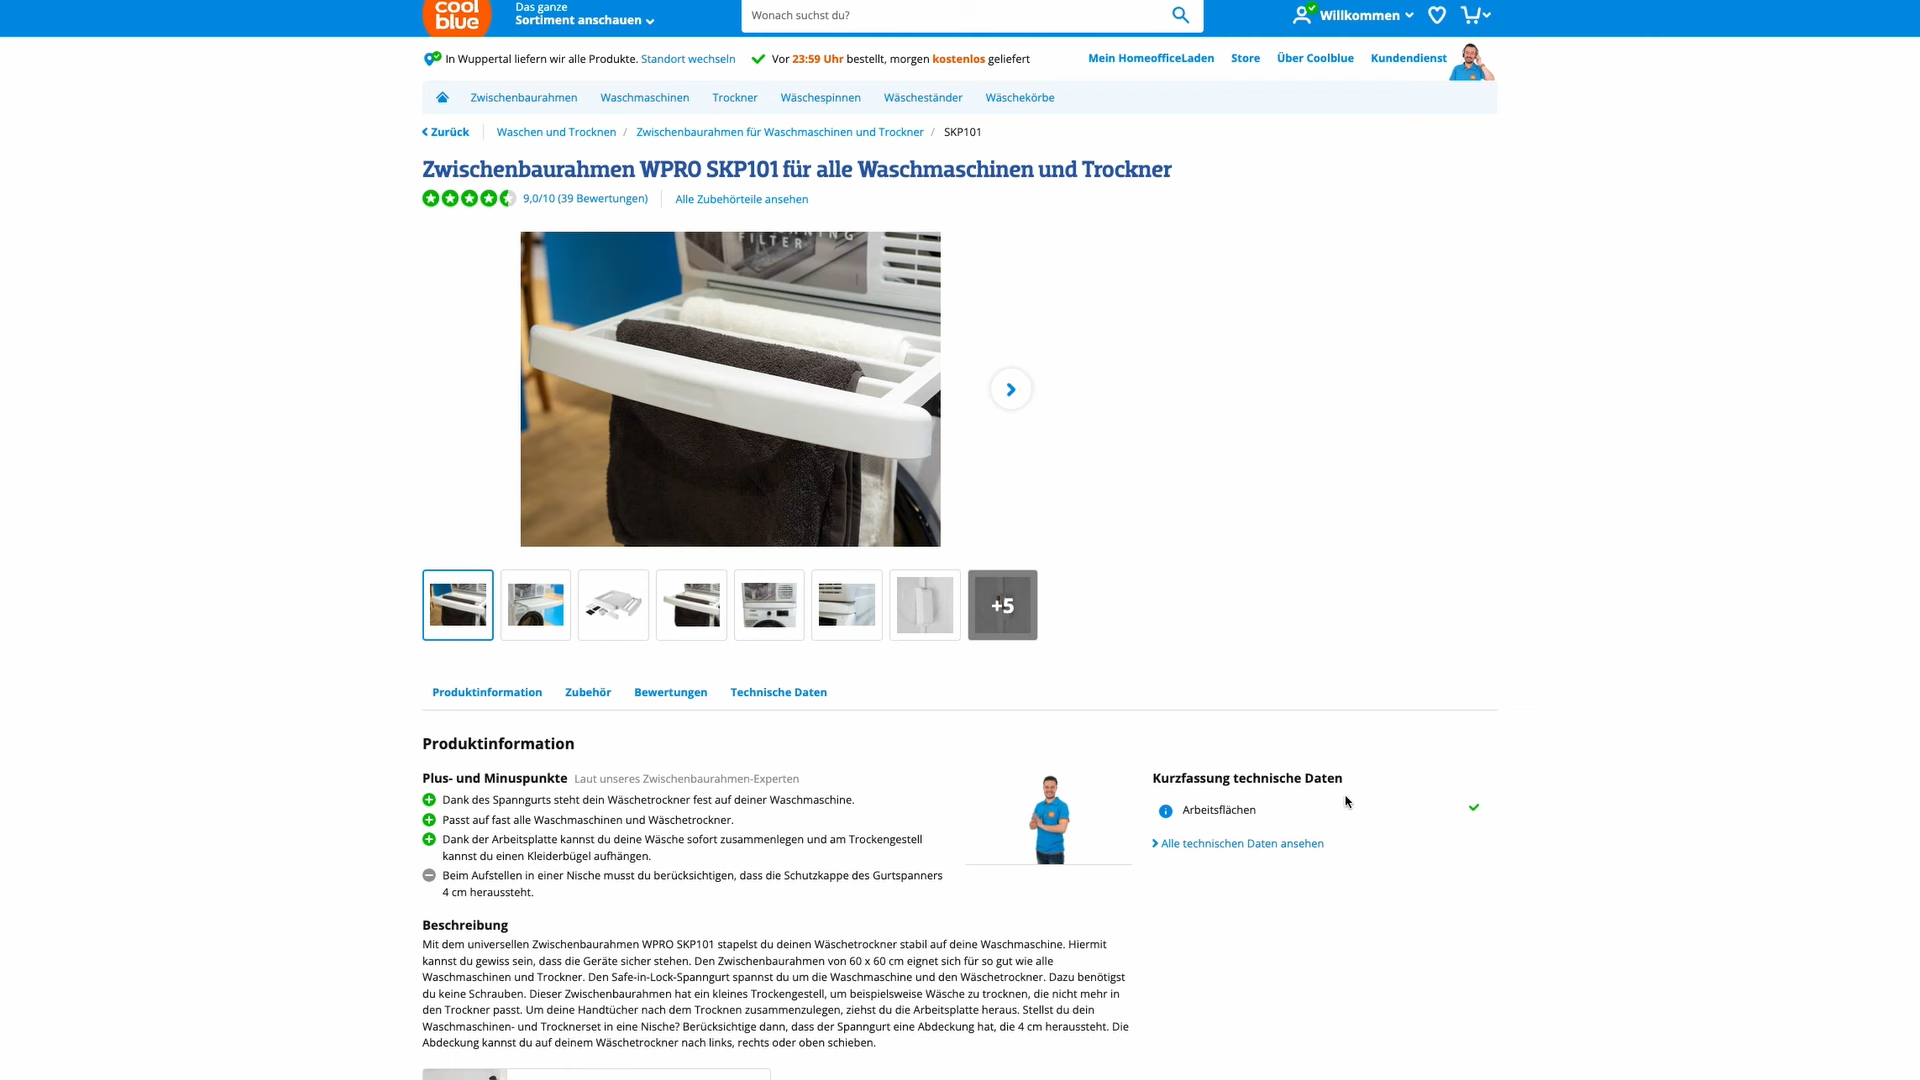 cool
blue
Das ganze
Sortiment anschauen
Wonach suchst du?
Willkommen
In Wuppertal liefern wir alle Produkte. Standort wechseln
Vor 23:59 Uhr bestellt, morgen kostenlos geliefert
Mein HomeofficeLaden
Store
Über Coolblue
Kundendienst
Zwischenbaurahmen
Waschmaschinen
Trockner
Wäschespinnen
Wäscheständer
Wäschekörbe
Zurück
Waschen und Trocknen / Zwischenbaurahmen für Waschmaschinen und Trockner / SKP101
Zwischenbaurahmen WPRO SKP101 für alle Waschmaschinen und Trockner
9,0/10 (39 Bewertungen)
Alle Zubehörteile ansehen
FILTER
+5
Produktinformation
Zubehör
Bewertungen
Technische Daten
Produktinformation
Plus- und Minuspunkte Laut unseres Zwischenbaurahmen-Experten
Dank des Spanngurts steht dein Wäschetrockner fest auf deiner Waschmaschine.
Passt auf fast alle Waschmaschinen und Wäschetrockner.
Dank der Arbeitsplatte kannst du deine Wäsche sofort zusammenlegen und am Trockengestell
kannst du einen Kleiderbügel aufhängen.
Beim Aufstellen in einer Nische musst du berücksichtigen, dass die Schutzkappe des Gurtspanners
4 cm heraussteht.
Kurzfassung technische Daten
Arbeitsflächen
Alle technischen Daten ansehen
Beschreibung
Mit dem universellen Zwischenbaurahmen WPRO SKP101 stapelst du deinen Wäschetrockner stabil auf deine Waschmaschine. Hiermit
kannst du gewiss sein, dass die Geräte sicher stehen. Den Zwischenbaurahmen von 60 x 60 cm eignet sich für so gut wie alle
Waschmaschinen und Trockner. Den Safe-in-Lock-Spanngurt spannst du um die Waschmaschine und den Wäschetrockner. Dazu benötigst
du keine Schrauben. Dieser Zwischenbaurahmen hat ein kleines Trockengestell, um beispielsweise Wäsche zu trocknen, die nicht mehr in
den Trockner passt. Um deine Handtücher nach dem Trocknen zusammenzulegen, ziehst du die Arbeitsplatte heraus. Stellst du dein
Waschmaschinen- und Trocknerset in eine Nische? Berücksichtige dann, dass der Spanngurt eine Abdeckung hat, die 4 cm heraussteht. Die
Abdeckung kannst du auf deinem Wäschetrockner nach links, rechts oder oben schieben.